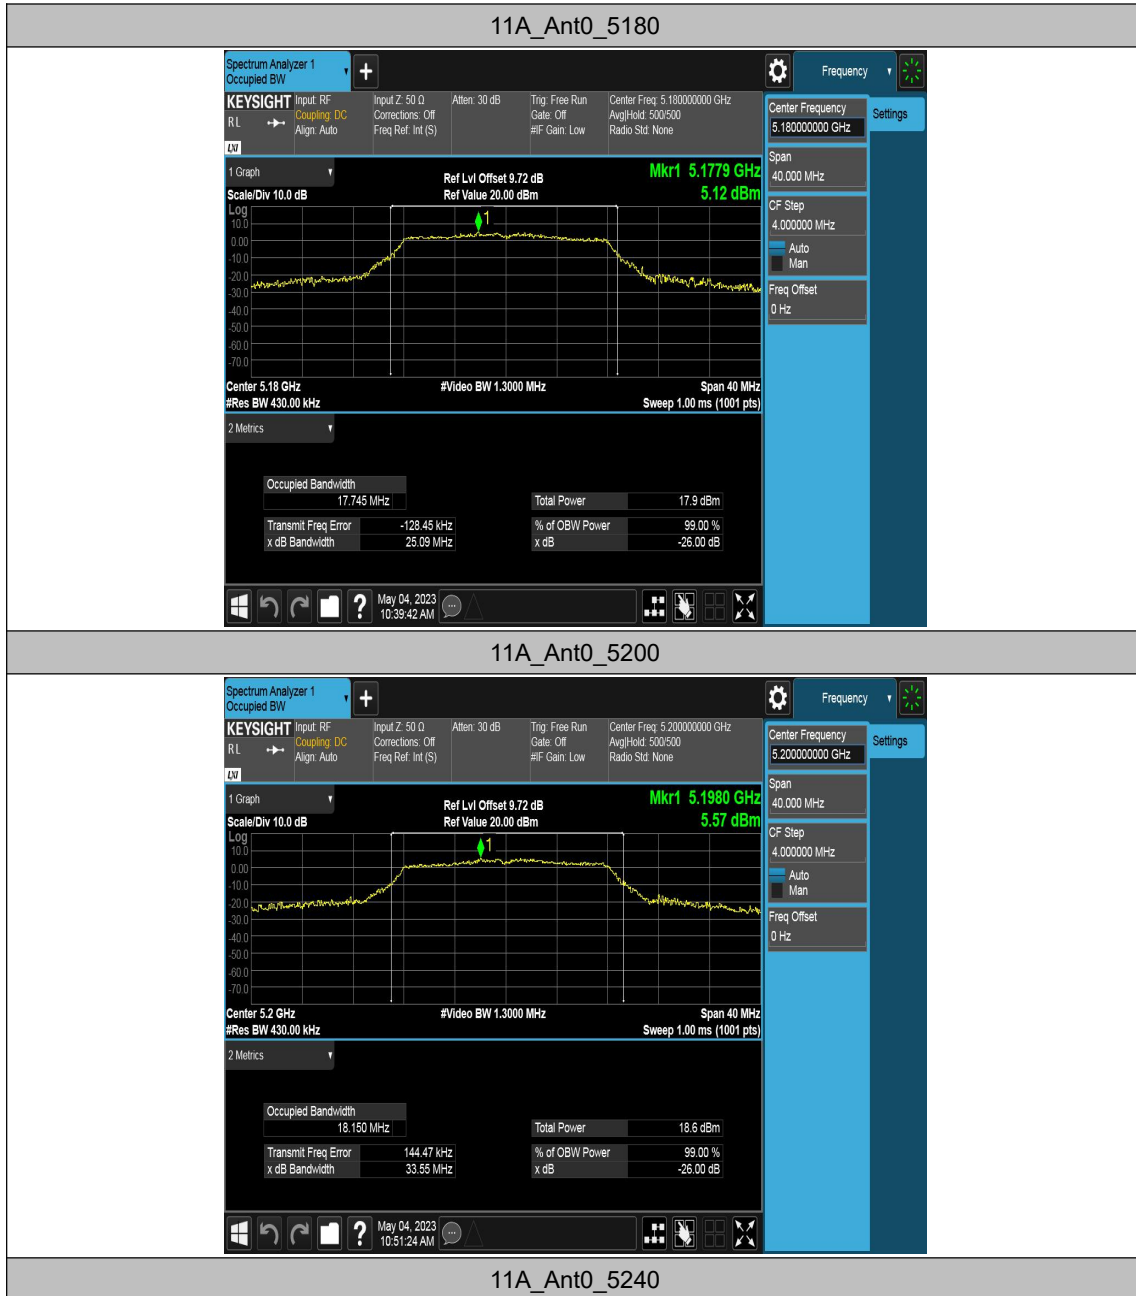 11A_Ant0_5180
Spectrum Analyzer 1
Occupied BW
+
Frequency
KEYSIGHT
RL
LXI
Input: RF
Coupling: DC
Align: Auto
Input Z: 50 Ω
Corrections: Off
Freq Ref: Int (S)
Atten: 30 dB
Trig: Free Run
Gate: Off
#IF Gain: Low
Center Freq: 5.180000000 GHz
Avg|Hold: 500/500
Radio Std: None
Center Frequency
5.180000000 GHz
Settings
Span
40.000 MHz
CF Step
4.000000 MHz
Auto
Man
Freq Offset
0 Hz
1 Graph
Scale/Div 10.0 dB
Ref Lvl Offset 9.72 dB
Ref Value 20.00 dBm
Mkr1 5.1779 GHz
5.12 dBm
Log
10.0
0.00
-10.0
-20.0
-30.0
-40.0
-50.0
-60.0
-70.0
1
Center 5.18 GHz
#Res BW 430.00 kHz
#Video BW 1.3000 MHz
Span 40 MHz
Sweep 1.00 ms (1001 pts)
2 Metrics
Occupied Bandwidth
17.745 MHz
Total Power 17.9 dBm
Transmit Freq Error -128.45 kHz
% of OBW Power 99.00 %
x dB Bandwidth 25.09 MHz
x dB -26.00 dB
?
May 04, 2023
10:39:42 AM
11A_Ant0_5200
Spectrum Analyzer 1
Occupied BW
+
Frequency
KEYSIGHT
RL
LXI
Input: RF
Coupling: DC
Align: Auto
Input Z: 50 Ω
Corrections: Off
Freq Ref: Int (S)
Atten: 30 dB
Trig: Free Run
Gate: Off
#IF Gain: Low
Center Freq: 5.200000000 GHz
Avg|Hold: 500/500
Radio Std: None
Center Frequency
5.200000000 GHz
Settings
Span
40.000 MHz
CF Step
4.000000 MHz
Auto
Man
Freq Offset
0 Hz
1 Graph
Scale/Div 10.0 dB
Ref Lvl Offset 9.72 dB
Ref Value 20.00 dBm
Mkr1 5.1980 GHz
5.57 dBm
Log
10.0
0.00
-10.0
-20.0
-30.0
-40.0
-50.0
-60.0
-70.0
1
Center 5.2 GHz
#Res BW 430.00 kHz
#Video BW 1.3000 MHz
Span 40 MHz
Sweep 1.00 ms (1001 pts)
2 Metrics
Occupied Bandwidth
18.150 MHz
Total Power 18.6 dBm
Transmit Freq Error 144.47 kHz
% of OBW Power 99.00 %
x dB Bandwidth 33.55 MHz
x dB -26.00 dB
?
May 04, 2023
10:51:24 AM
11A_Ant0_5240